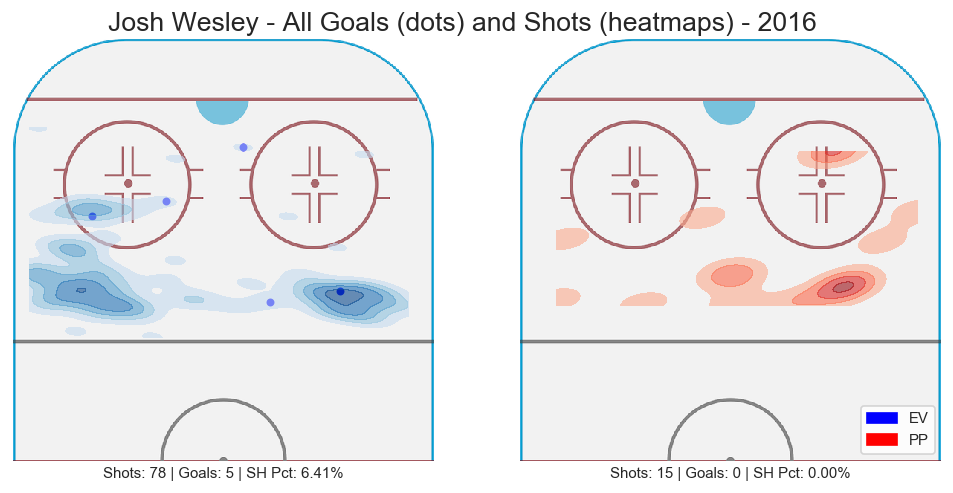 Josh Wesley - All Goals (dots) and Shots (heatmaps) - 2016
EV
PP
Shots: 78 | Goals: 5 | SH Pct: 6.41%
Shots: 15 | Goals: 0 | SH Pct: 0.00%